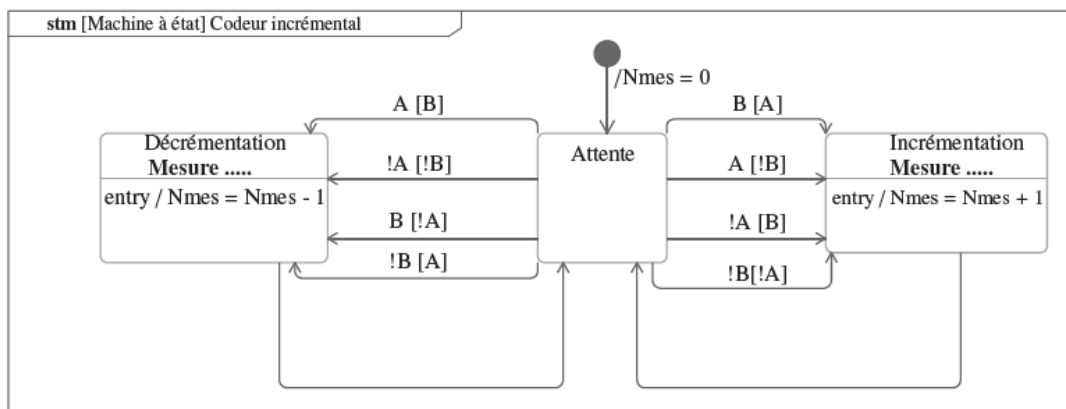 stm [Machine à état] Codeur incrémental
/Nmes = 0
A [B]
B [A]
Décrémentation
Mesure .....
entry / Nmes = Nmes - 1
!A [!B]
Attente
A [!B]
Incrémentation
Mesure .....
entry / Nmes = Nmes + 1
B [!A]
!A [B]
!B [A]
!B[!A]